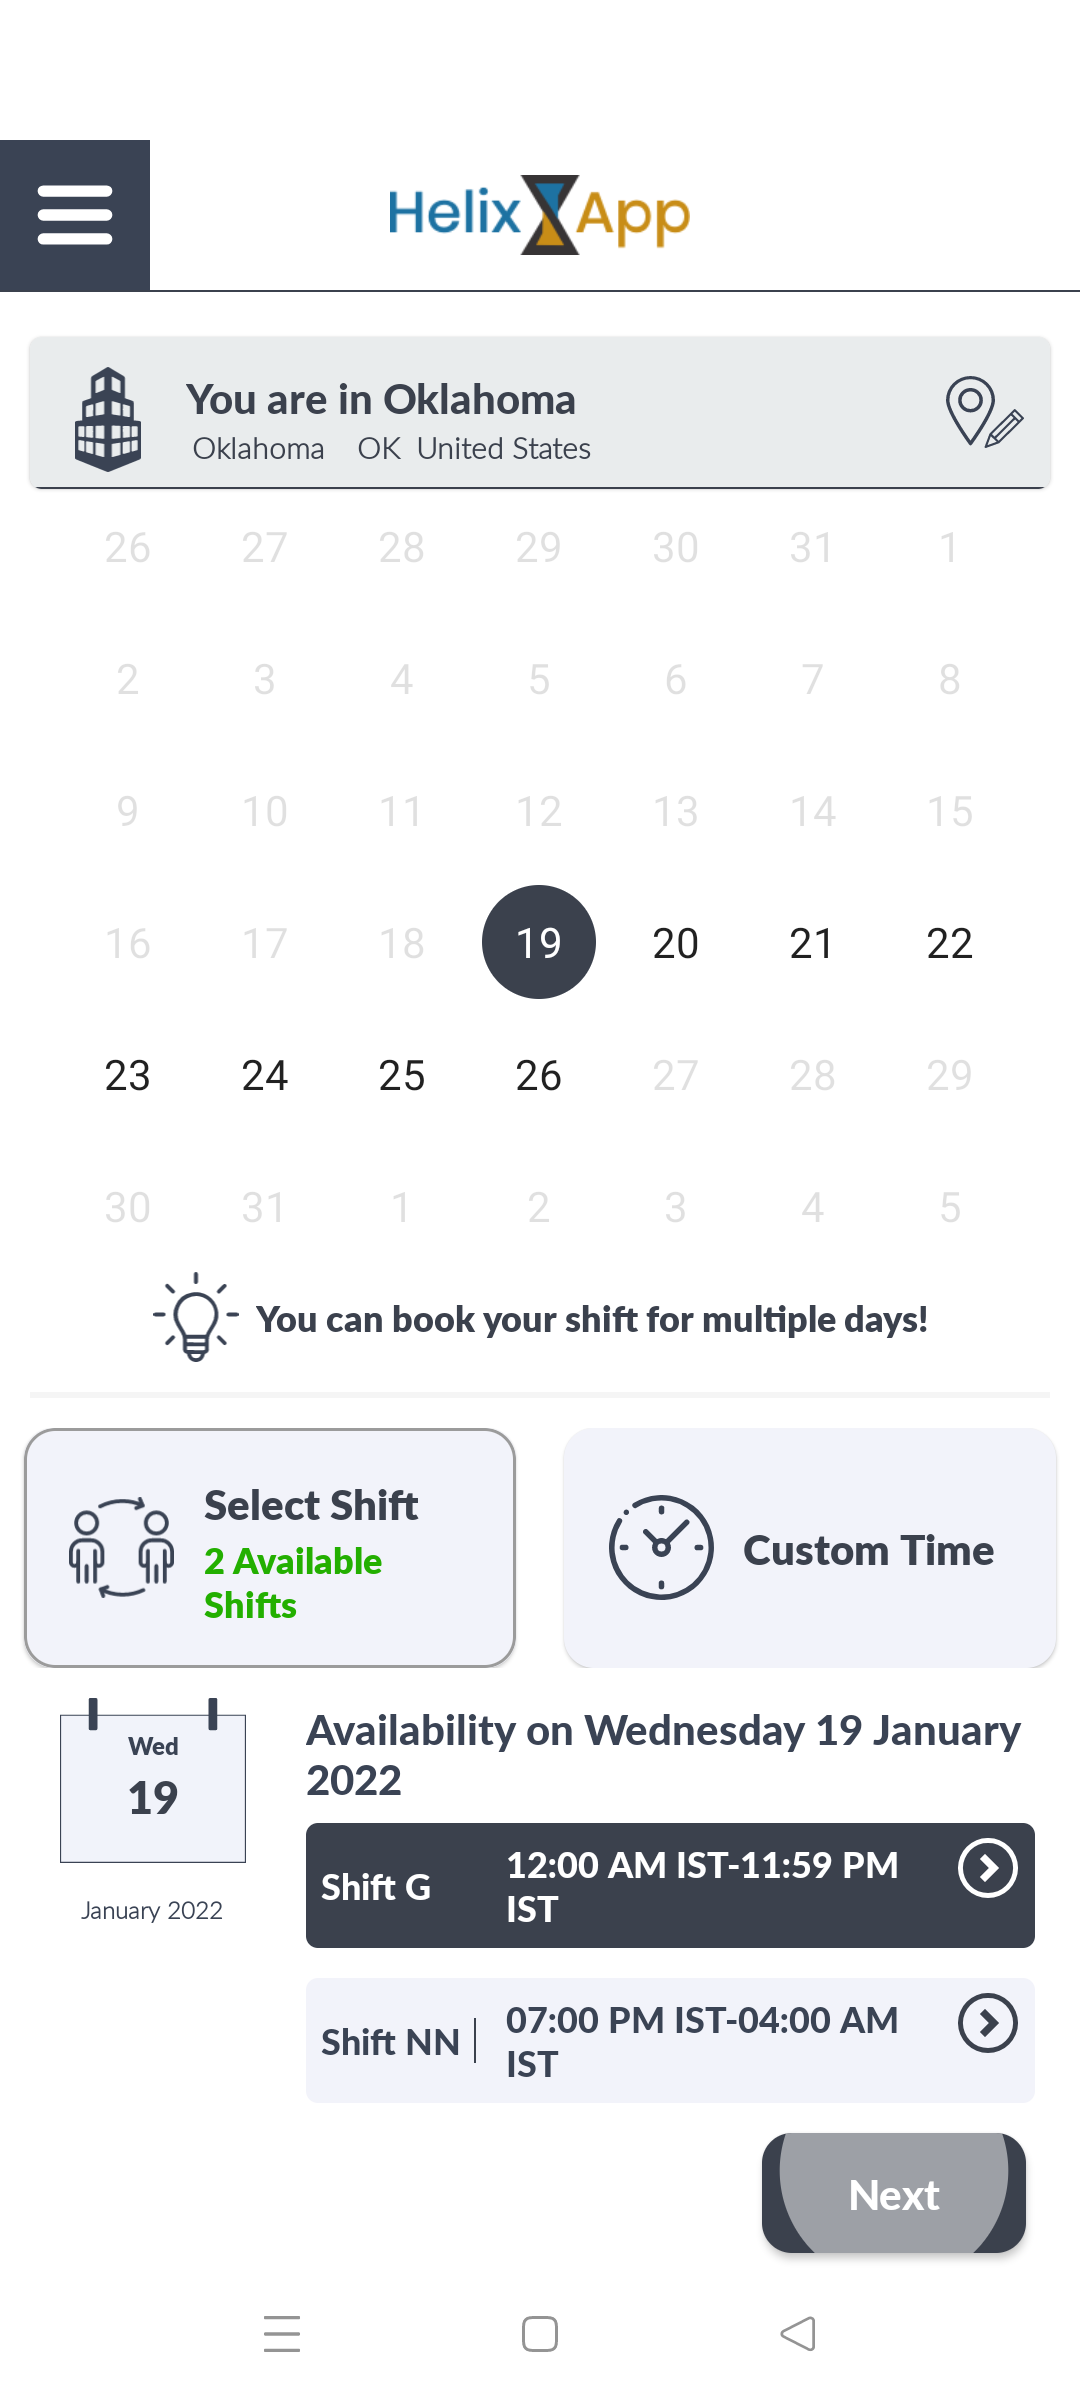 Helix App
You are in Oklahoma
Oklahoma OK United States
26 27 28 29 30 31 1
2 3 4 5 6 7 8
9 10 11 12 13 14 15
16 17 18 19 20 21 22
23 24 25 26 27 28 29
30 31 1 2 3 4 5
You can book your shift for multiple days!
Select Shift
2 Available
Shifts
Custom Time
Wed
19
January 2022
Availability on Wednesday 19 January
2022
Shift G
12:00 AM IST-11:59 PM
IST
Shift NN
07:00 PM IST-04:00 AM
IST
Next